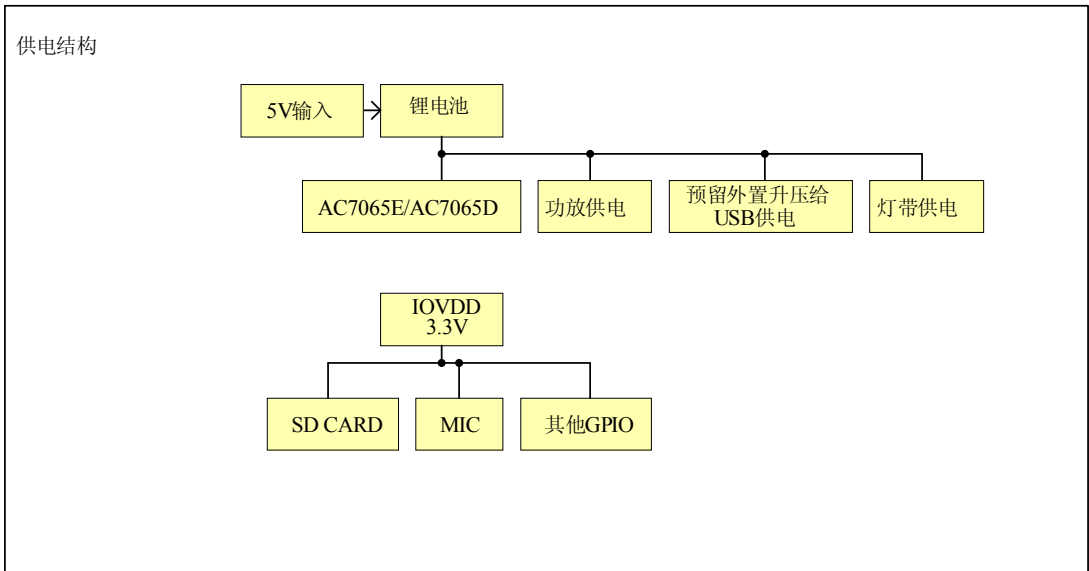 供电结构
5V输入
锂电池
AC7065E/AC7065D
功放供电
预留外置升压给
USB供电
灯带供电
IOVDD
3.3V
SD CARD
MIC
其他GPIO